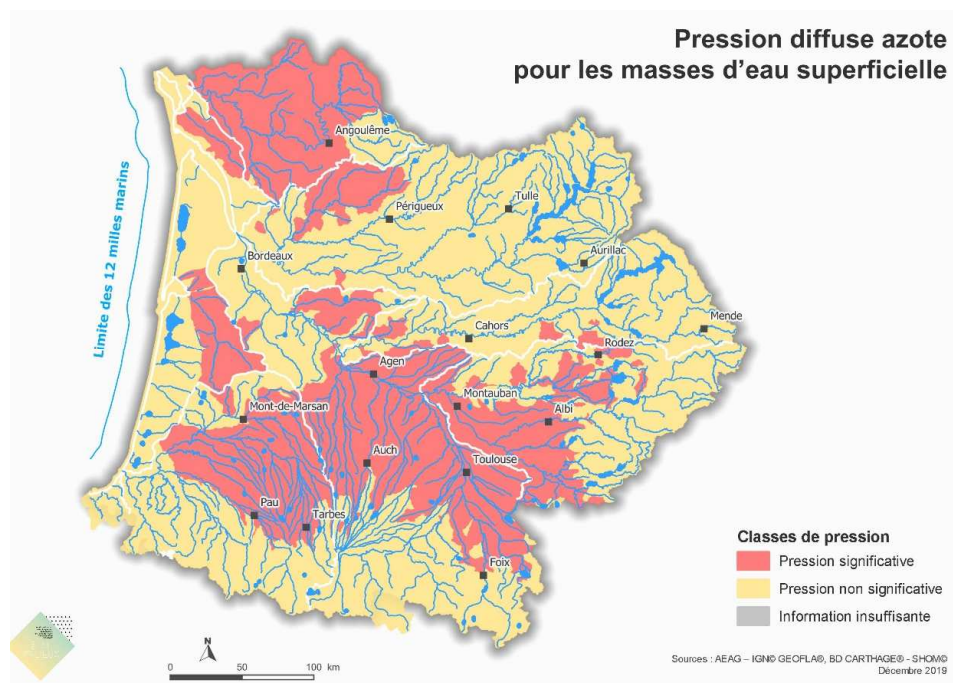 Pression diffuse azote
pour les masses d'eau superficielle
Limite des 12 milles marins
Angoulême
Périgueux
Tulle
Bordeaux
Aurillac
Mende
Cahors
Rodez
Agen
Montauban
Mont-de-Marsan
Albi
Auch
Toulouse
Pau
Tarbes
Foix
Classes de pression
Pression significative
Pression non significative
Information insuffisante
N
0 50 100 km
Sources : AEAG – IGN© GEOFLA®, BD CARTHAGE® - SHOM©
Décembre 2019